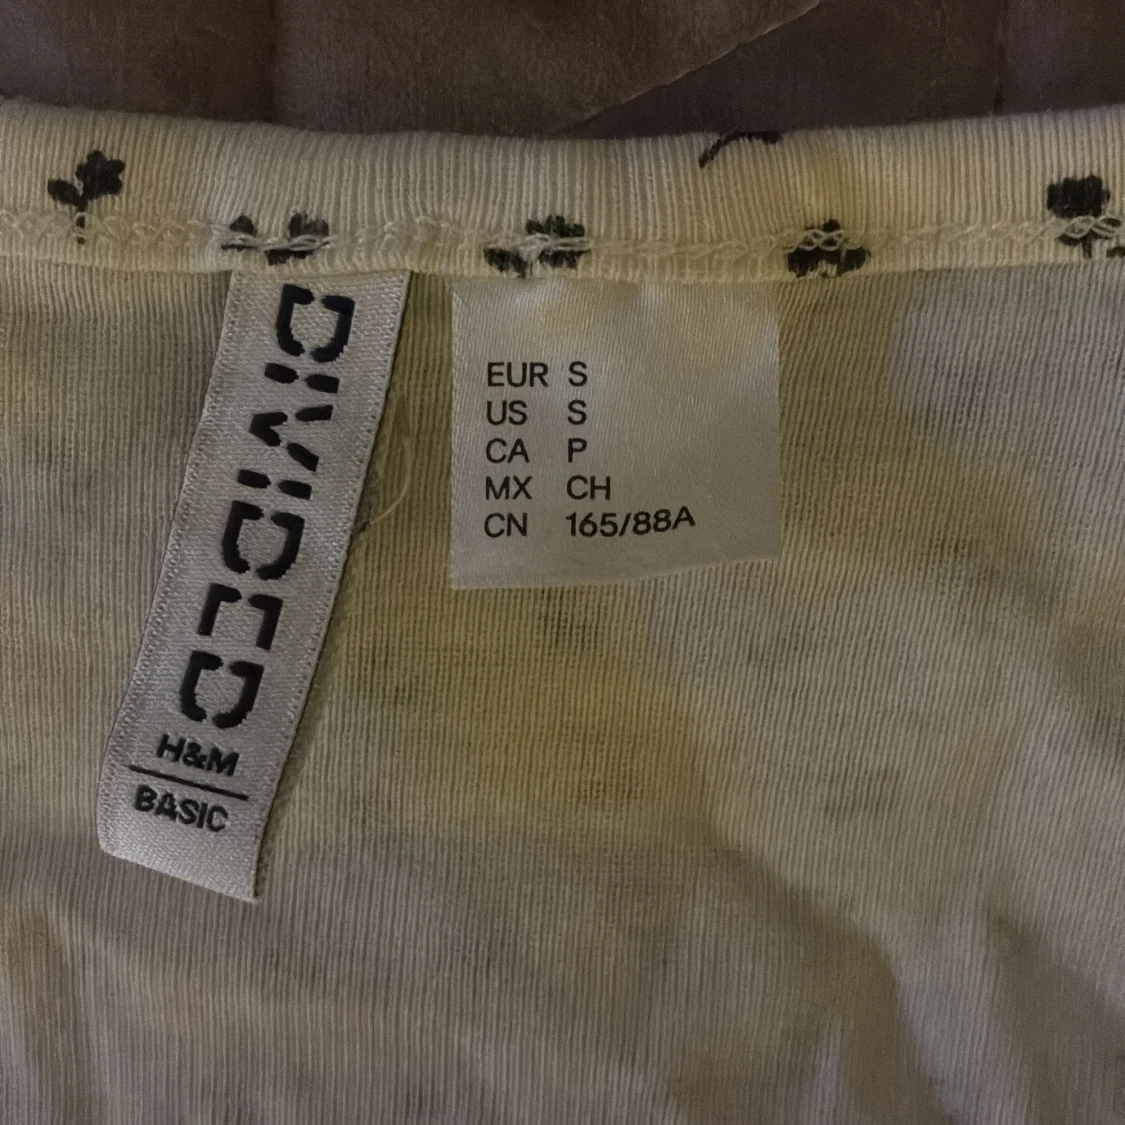 DIVIDED
H&M
BASIC
EUR S
US S
CA P
MX CH
CN 165/88A